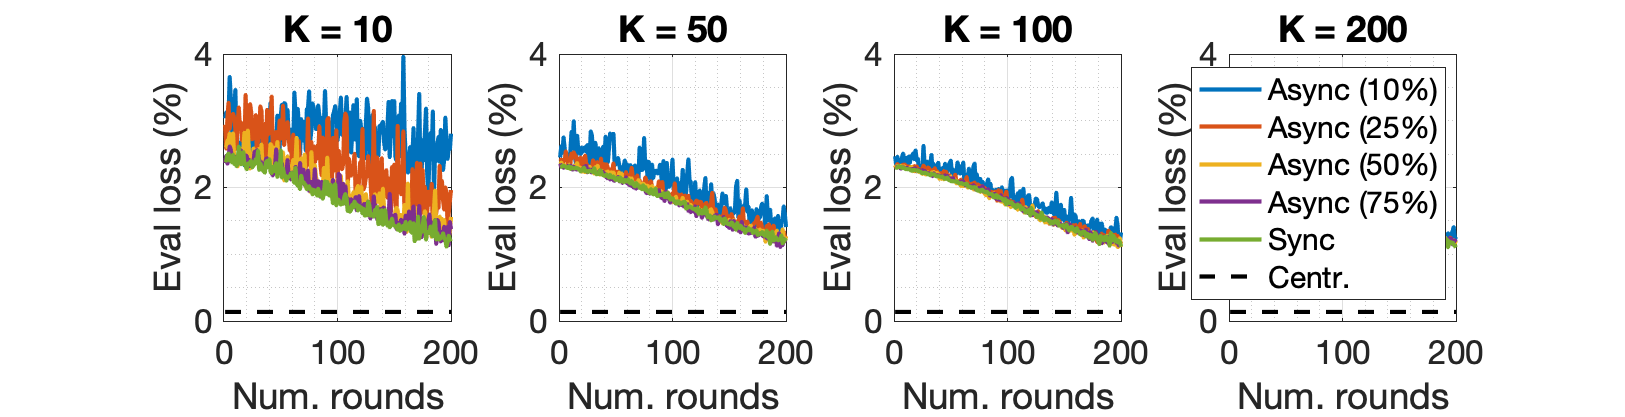 K = 10
K = 50
K = 100
K = 200
Eval loss (%)
4
2
0
0
100
200
Num. rounds
Eval loss (%)
4
2
0
0
100
200
Num. rounds
Eval loss (%)
4
2
0
0
100
200
Num. rounds
Eval loss (%)
4
0
0
100
200
Num. rounds
Async (10%)
Async (25%)
Async (50%)
Async (75%)
Sync
Centr.